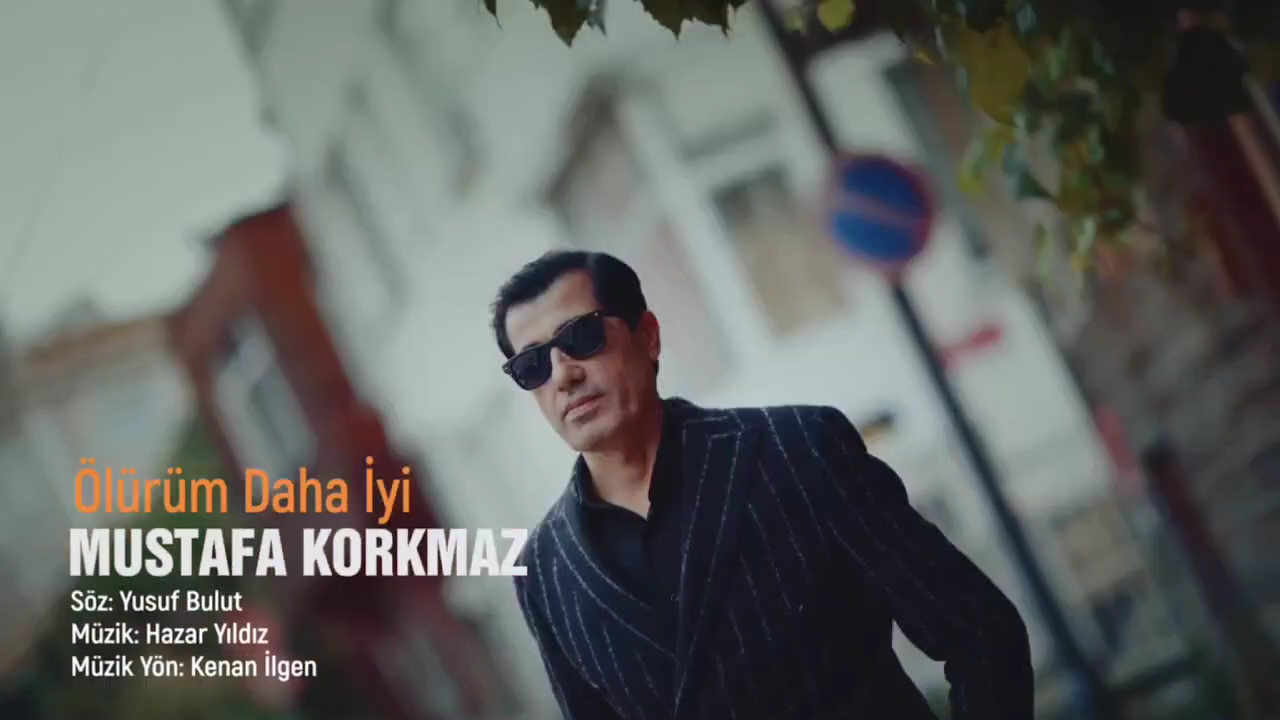 Ölürüm Daha İyi
MUSTAFA KORKMAZ
Söz: Yusuf Bulut
Müzik: Hazar Yıldız
Müzik Yön: Kenan İlgen